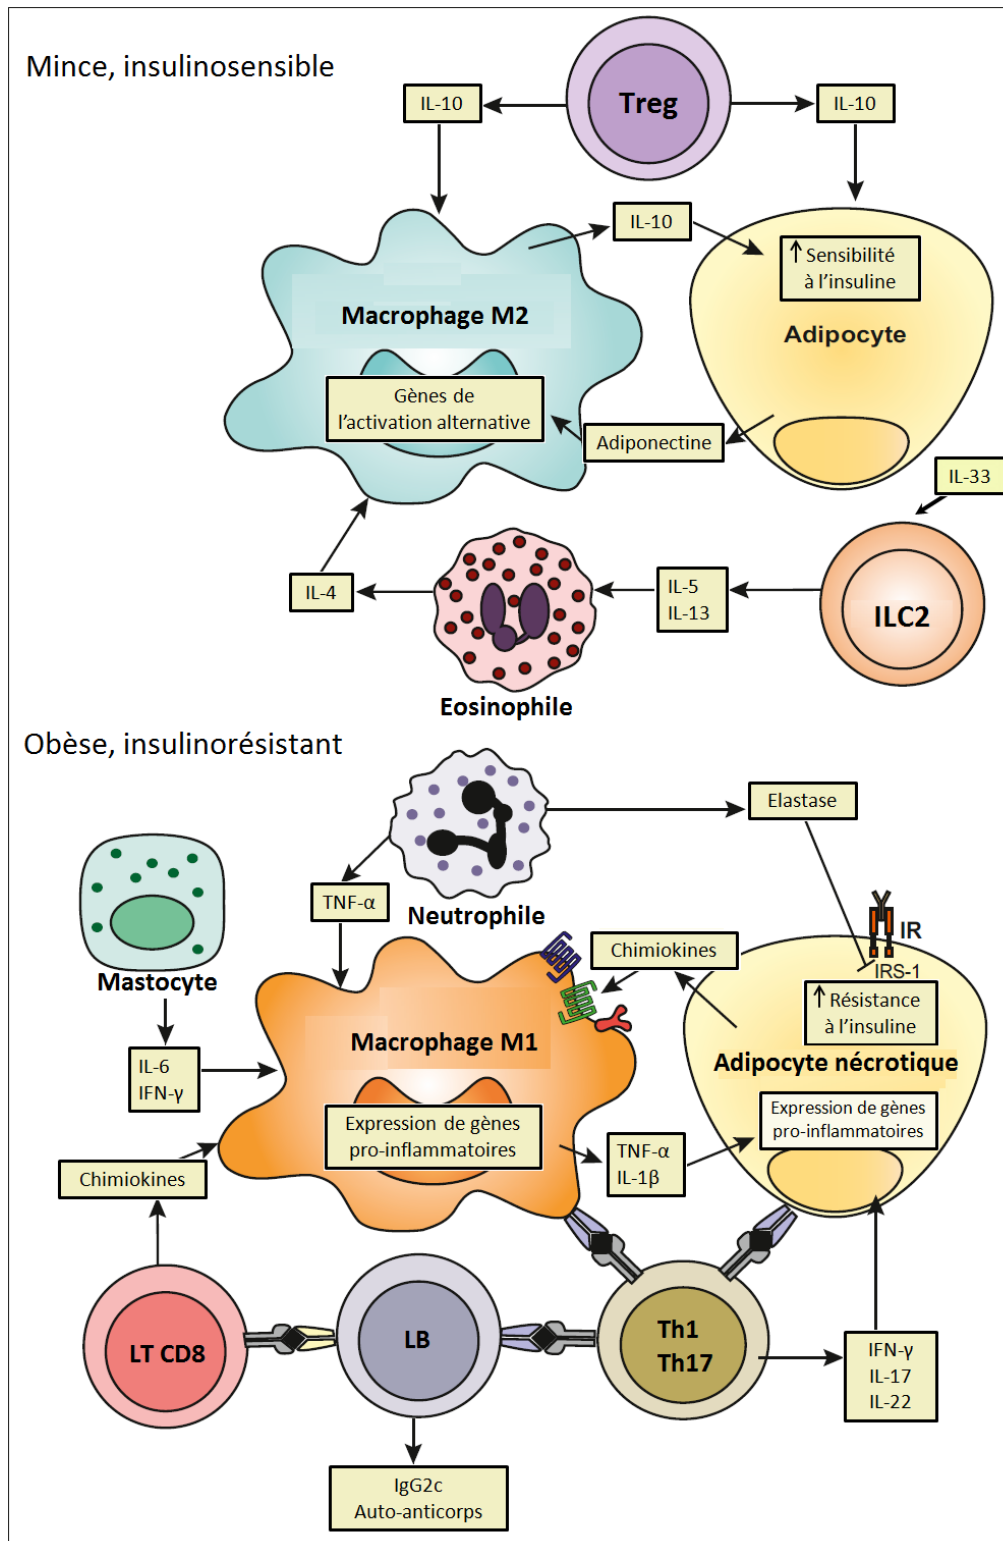 Mince, insulinosensible
Treg
IL-10
IL-10
IL-10
↑ Sensibilité
à l'insuline
Macrophage M2
Adipocyte
Gènes de
l'activation alternative
Adiponectine
IL-33
IL-4
IL-5
IL-13
ILC2
Eosinophile
Obèse, insulinorésistant
Elastase
TNF-α
Neutrophile
IR
Chimiokines
IRS-1
Mastocyte
↑ Résistance
à l'insuline
Macrophage M1
Adipocyte nécrotique
IL-6
IFN-γ
Expression de gènes
pro-inflammatoires
Expression de gènes
pro-inflammatoires
TNF-α
IL-1β
Chimiokines
LT CD8
LB
Th1
Th17
IFN-γ
IL-17
IL-22
IgG2c
Auto-anticorps